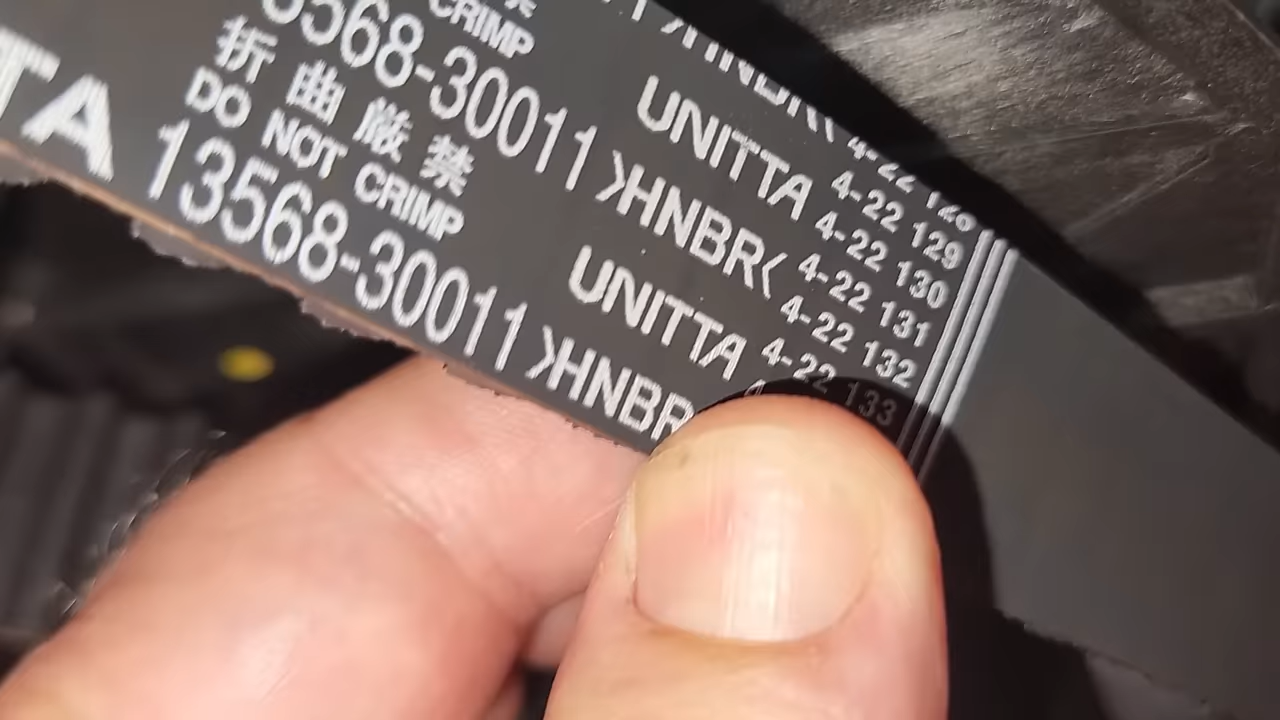 CRIMP
3568-30011 >HNBR<
UNITTA
折曲厳禁
DO NOT CRIMP
13568-30011 >HNBR
UNITTA
TA
4-22 129
4-22 130
4-22 131
4-22 132
4-22 133